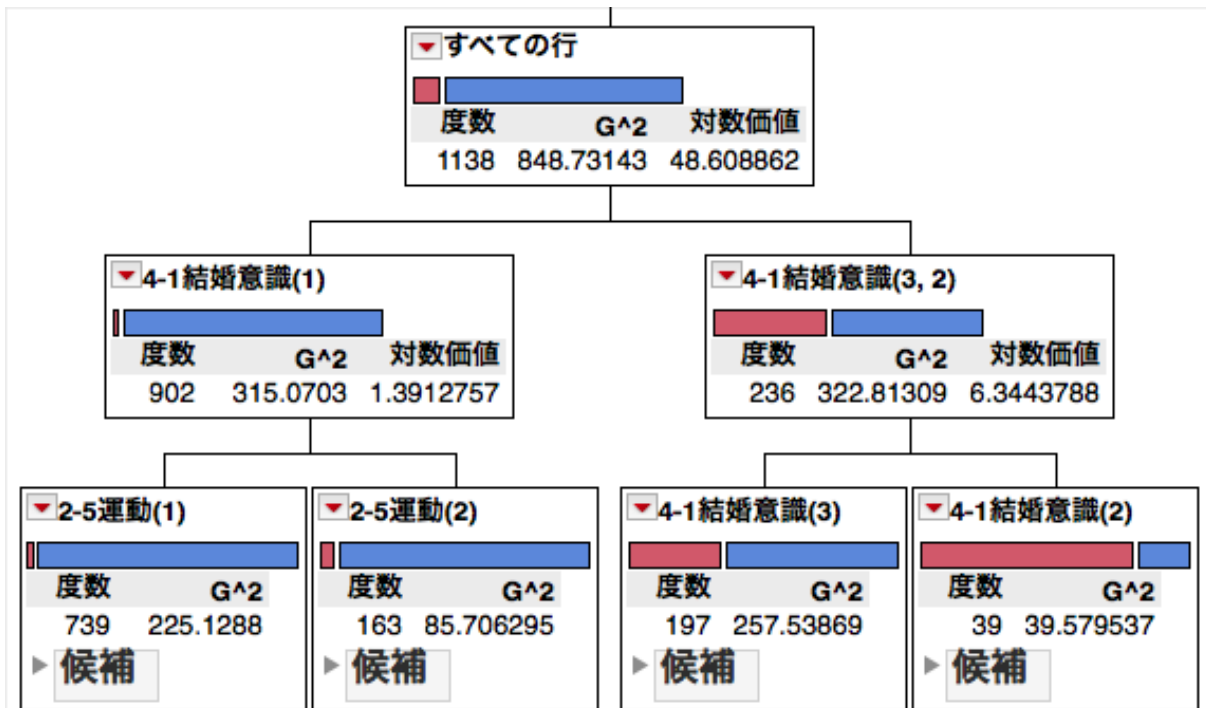 すべての行
度数 G^2 対数価値
1138 848.73143 48.608862
4-1結婚意識(1)
度数 G^2 対数価値
902 315.0703 1.3912757
4-1結婚意識(3, 2)
度数 G^2 対数価値
236 322.81309 6.3443788
2-5運動(1)
度数 G^2
739 225.1288
候補
2-5運動(2)
度数 G^2
163 85.706295
候補
4-1結婚意識(3)
度数 G^2
197 257.53869
候補
4-1結婚意識(2)
度数 G^2
39 39.579537
候補